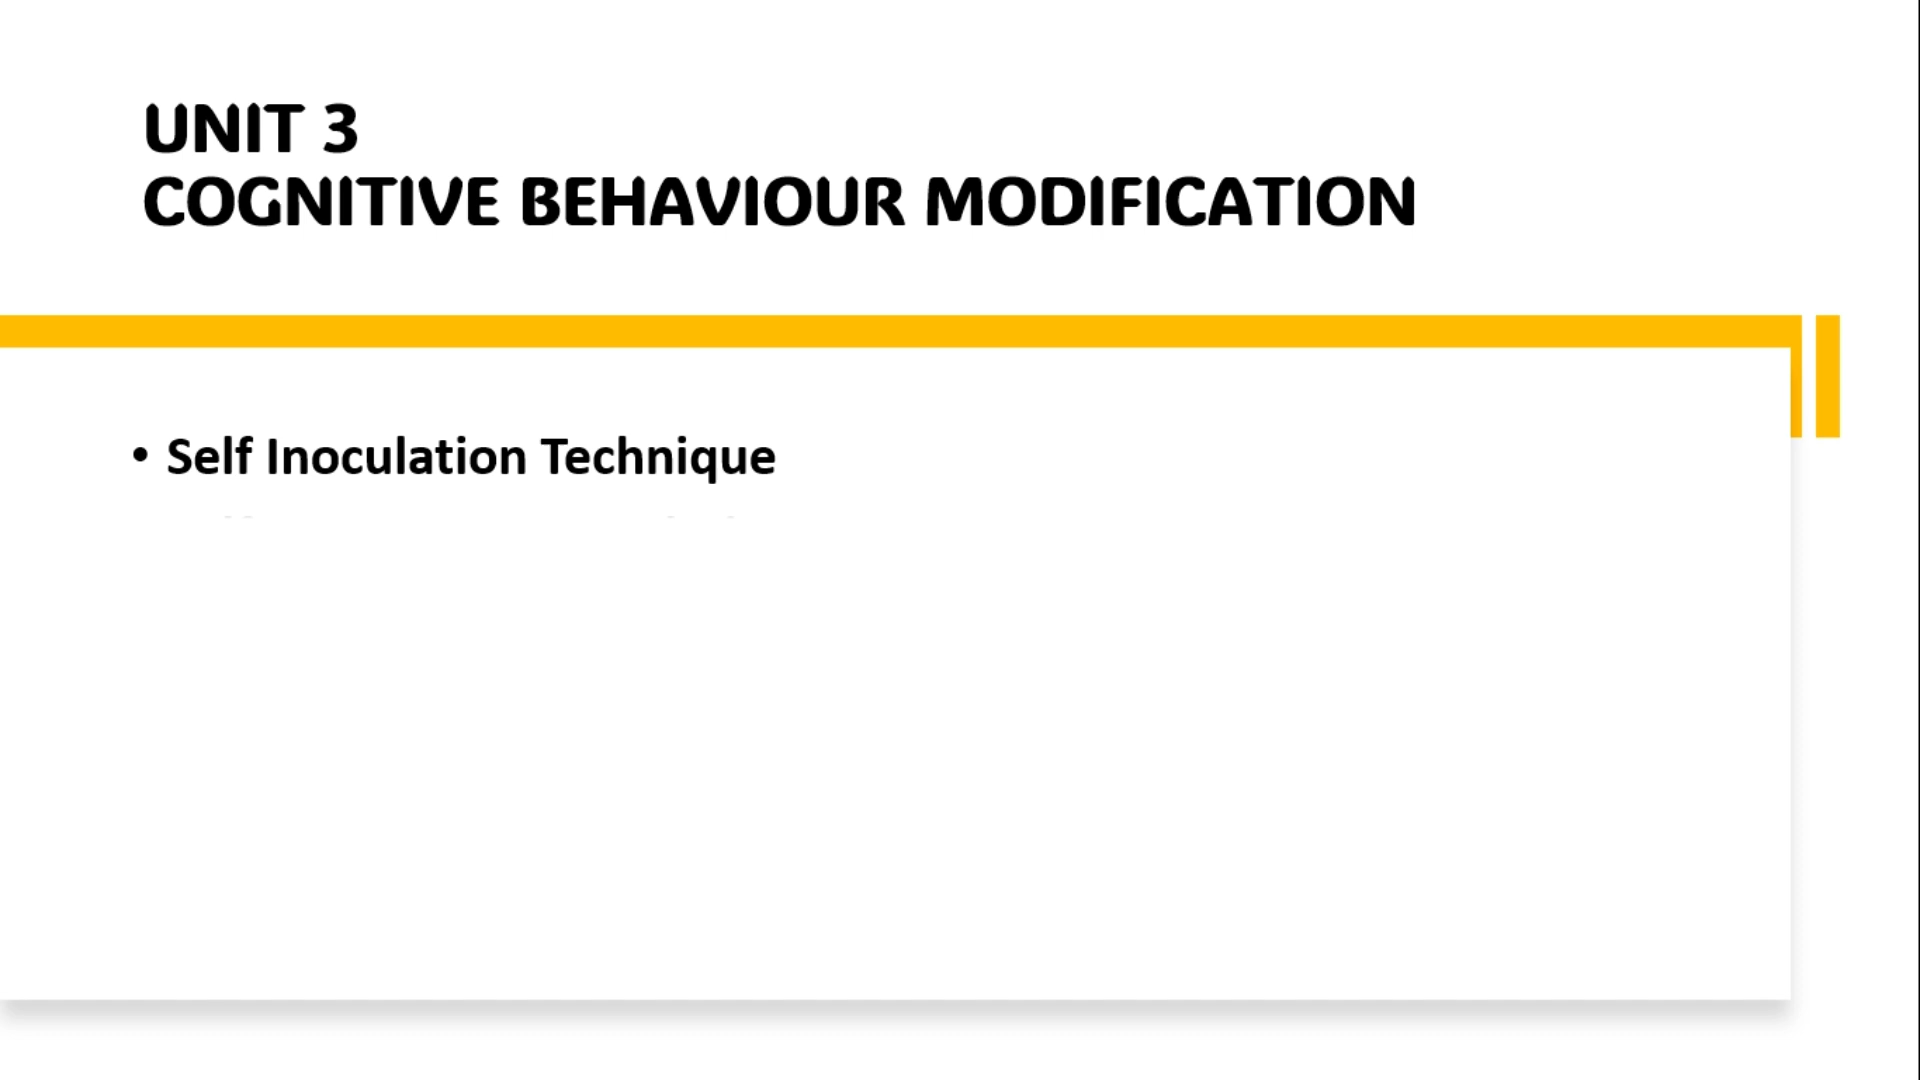 UNIT 3
COGNITIVE BEHAVIOUR MODIFICATION
• Self Inoculation Technique